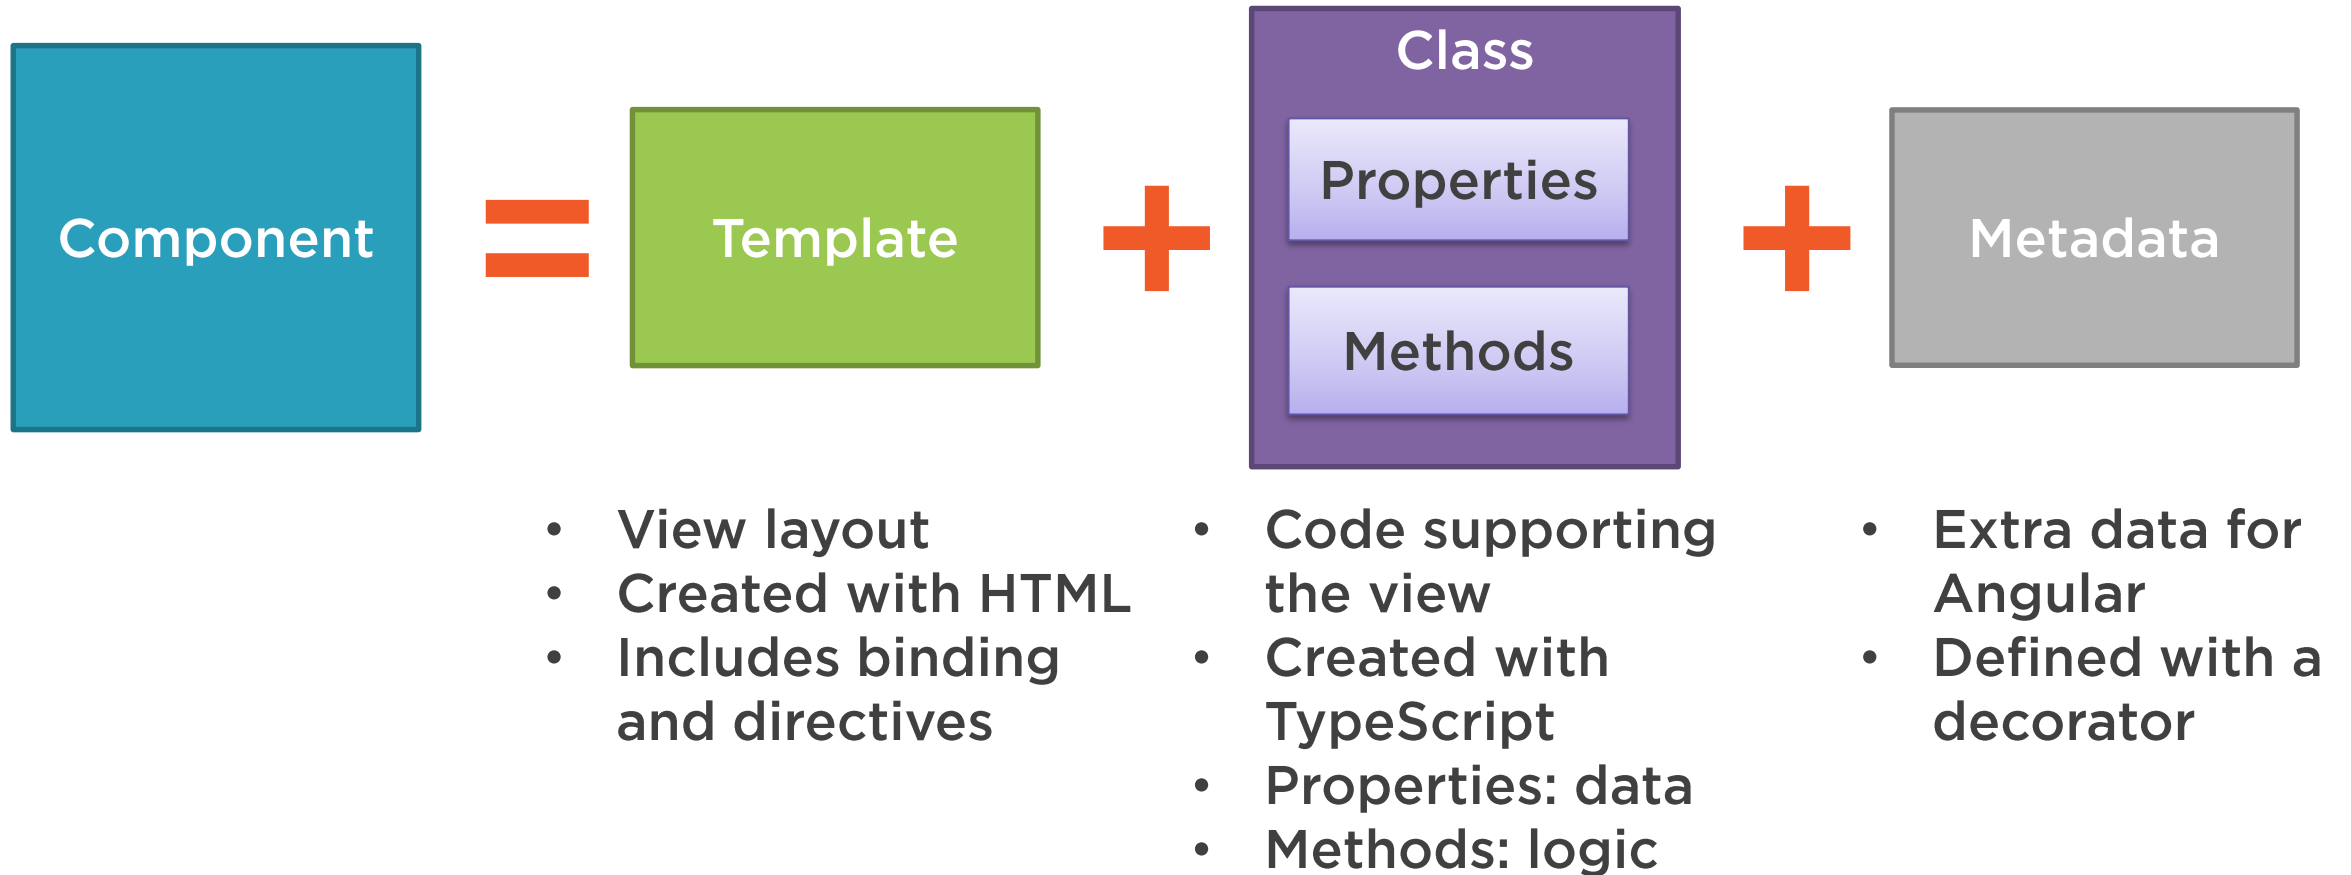 Component
=
Template
+
Class
Properties
Methods
+
Metadata
• View layout
• Created with HTML
• Includes binding
and directives
• Code supporting
the view
• Created with
TypeScript
• Properties: data
• Methods: logic
• Extra data for
Angular
• Defined with a
decorator